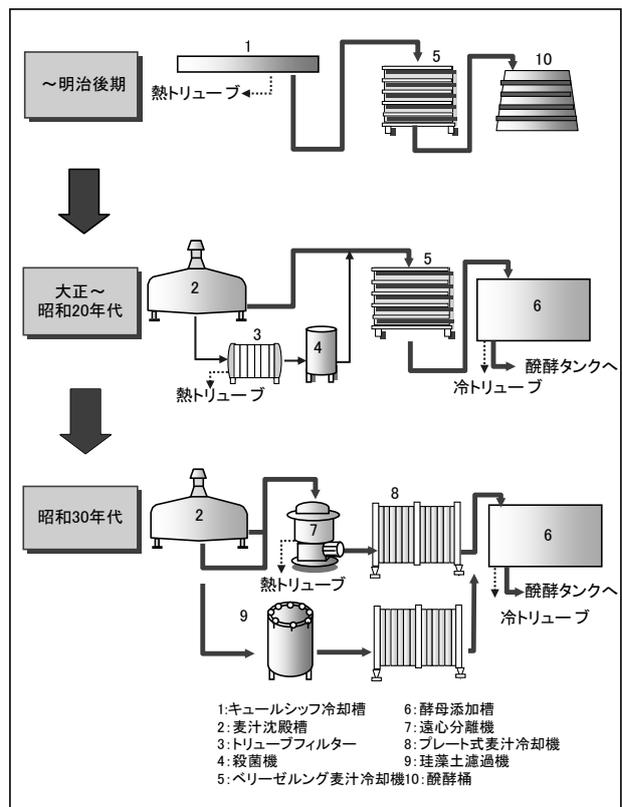 ～明治後期
1
熱トリューブ
5
10
大正～
昭和20年代
2
3
熱トリューブ
4
5
6
醗酵タンクへ
冷トリューブ
昭和30年代
2
7
熱トリューブ
8
6
醗酵タンクへ
冷トリューブ
9
1:キュールシッフ冷却槽
2:麦汁沈殿槽
3:トリューブフィルター
4:殺菌機
5:ベリーゼルング麦汁冷却機
6:酵母添加槽
7:遠心分離機
8:プレート式麦汁冷却機
9:珪藻土濾過機
10:醗酵桶